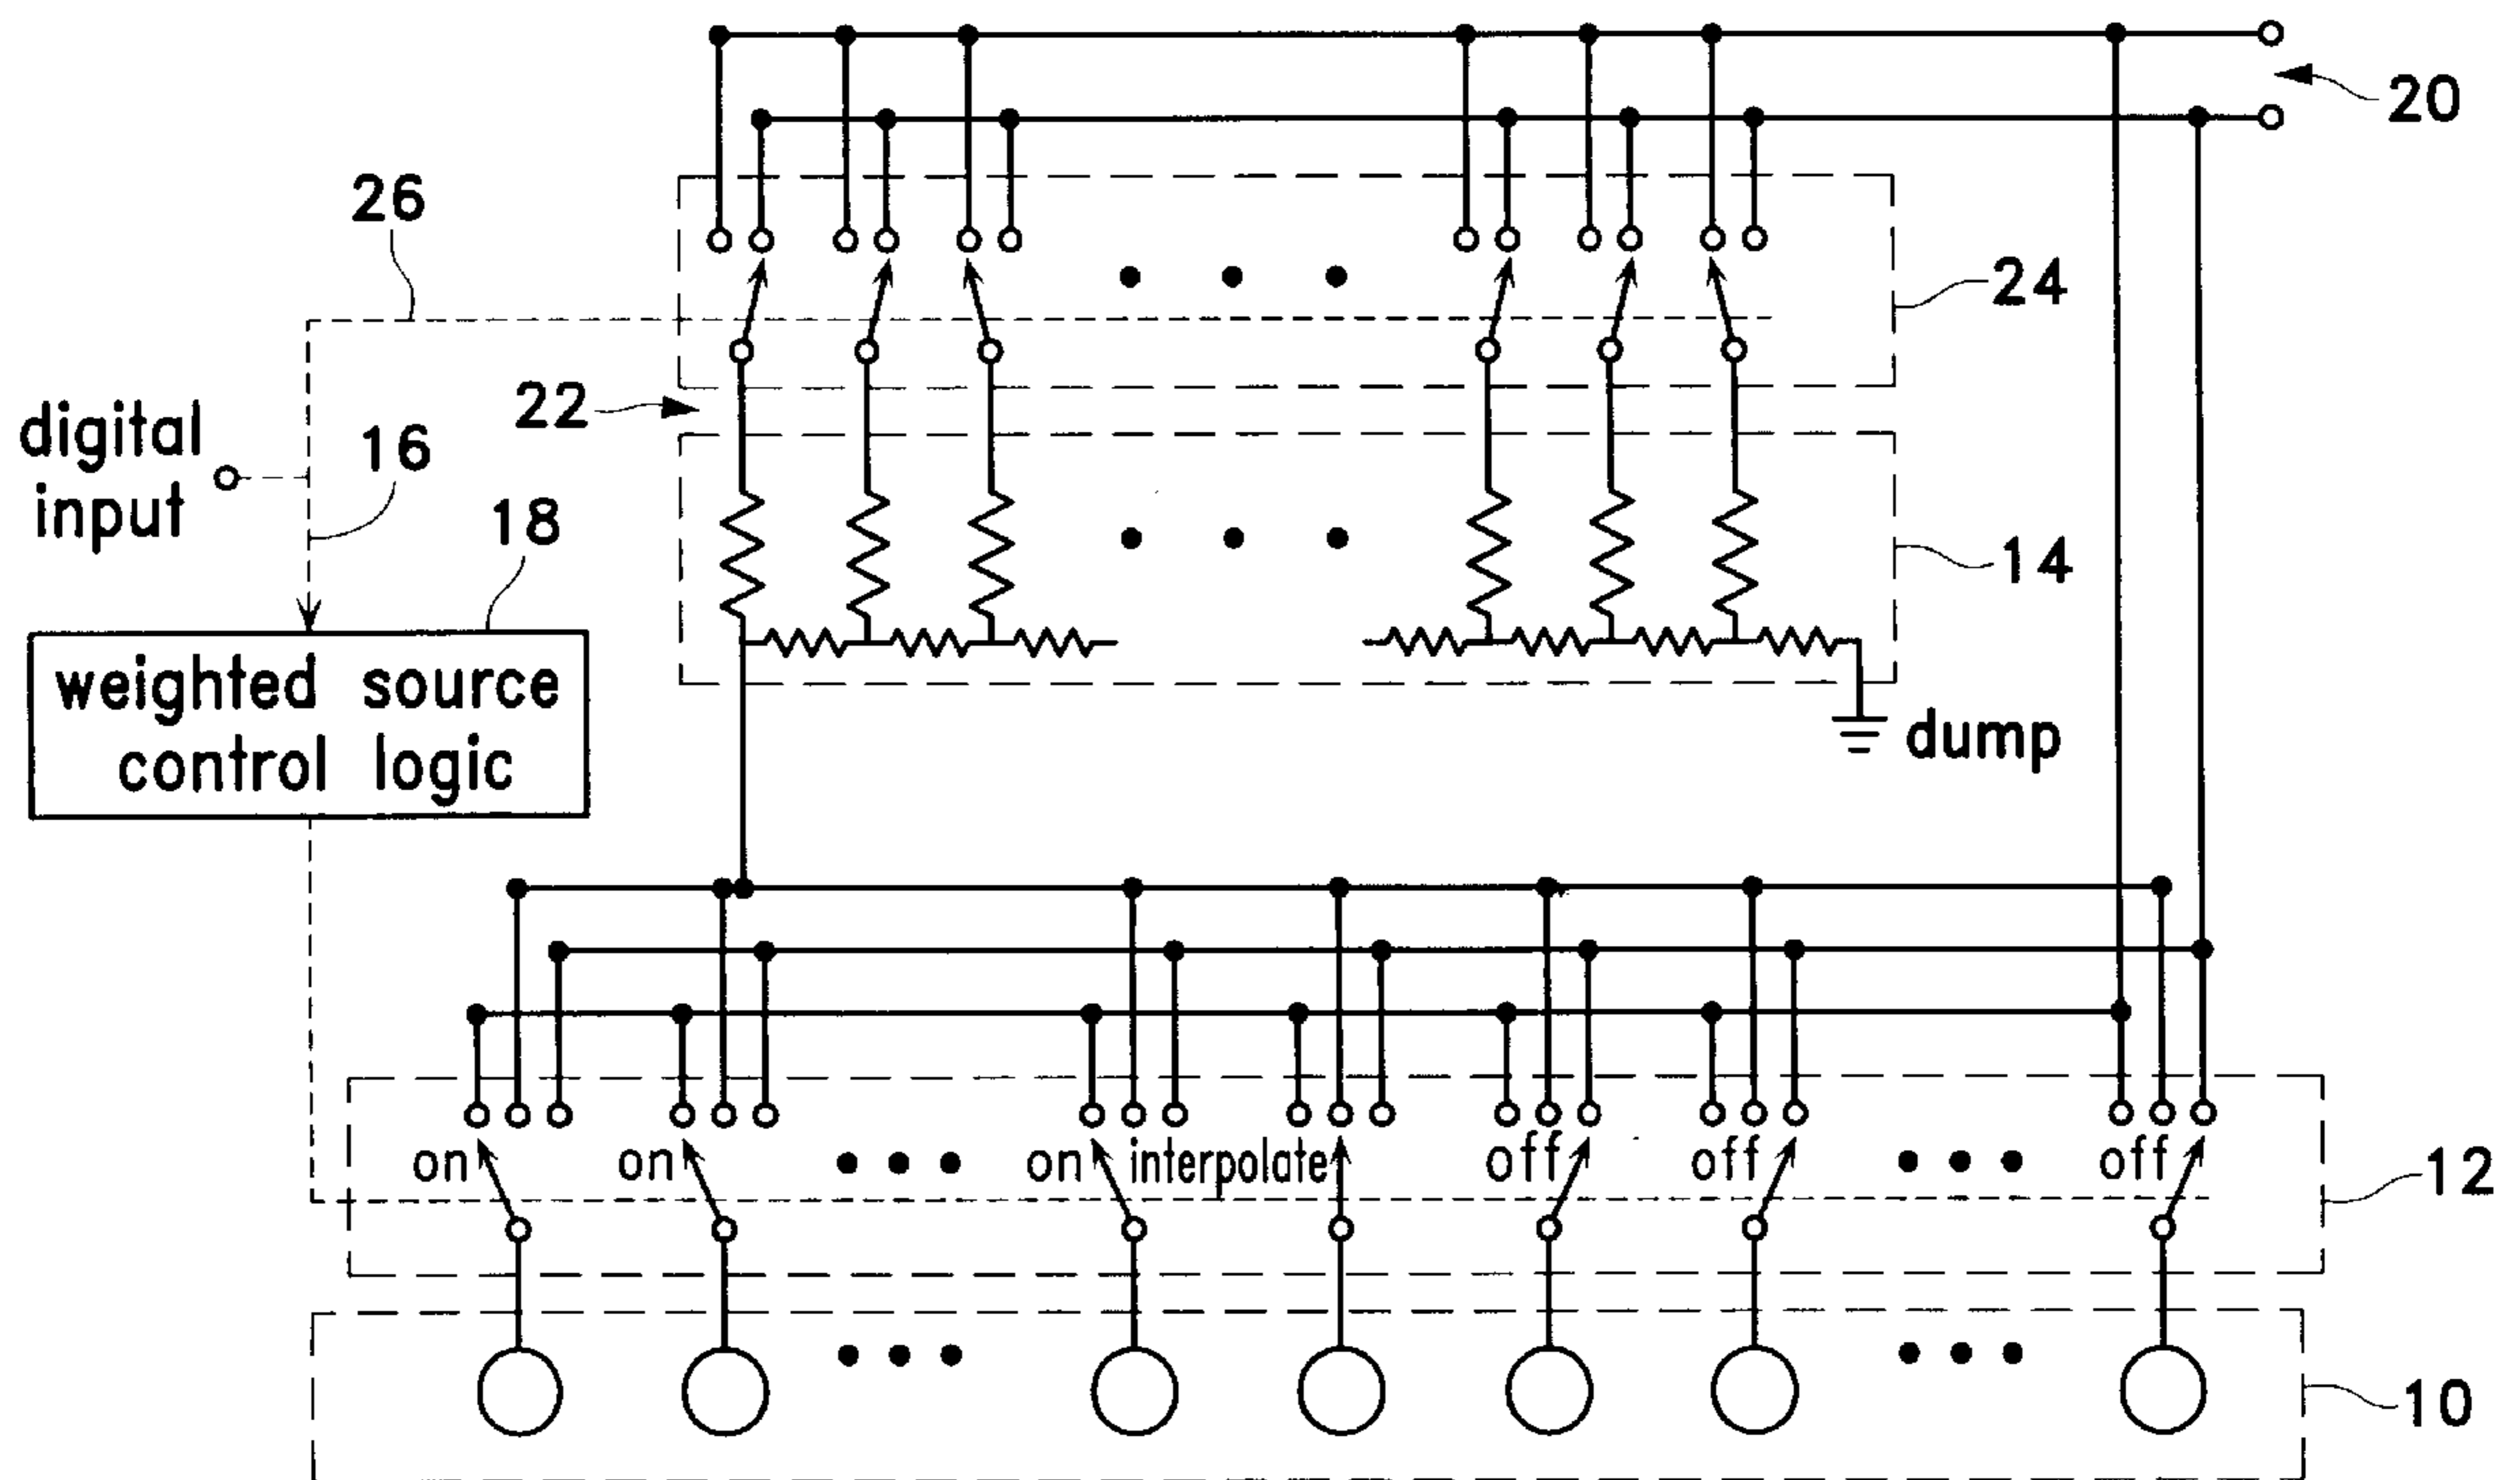 20
26
24
22
digital
input
16
18
14
weighted source
control logic
dump
on
on
on
interpolate
off
off
off
12
10